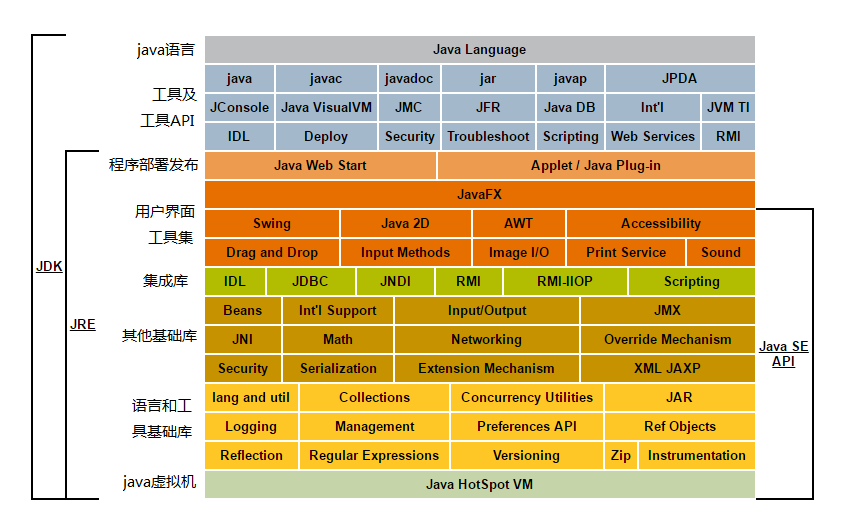 java语言
Java Language
工具及
工具API
java javac javadoc jar javap JPDA
JConsole Java VisualVM JMC JFR Java DB Int'l JVM TI
IDL Deploy Security Troubleshoot Scripting Web Services RMI
程序部署发布
Java Web Start Applet / Java Plug-in
用户界面
工具集
JavaFX
Swing Java 2D AWT Accessibility
Drag and Drop Input Methods Image I/O Print Service Sound
集成库
IDL JDBC JNDI RMI RMI-IIOP Scripting
其他基础库
Beans Int'l Support Input/Output JMX
JNI Math Networking Override Mechanism
Security Serialization Extension Mechanism XML JAXP
语言和工
具基础库
lang and util Collections Concurrency Utilities JAR
Logging Management Preferences API Ref Objects
Reflection Regular Expressions Versioning Zip Instrumentation
java虚拟机
Java HotSpot VM
JDK
JRE
Java SE
API